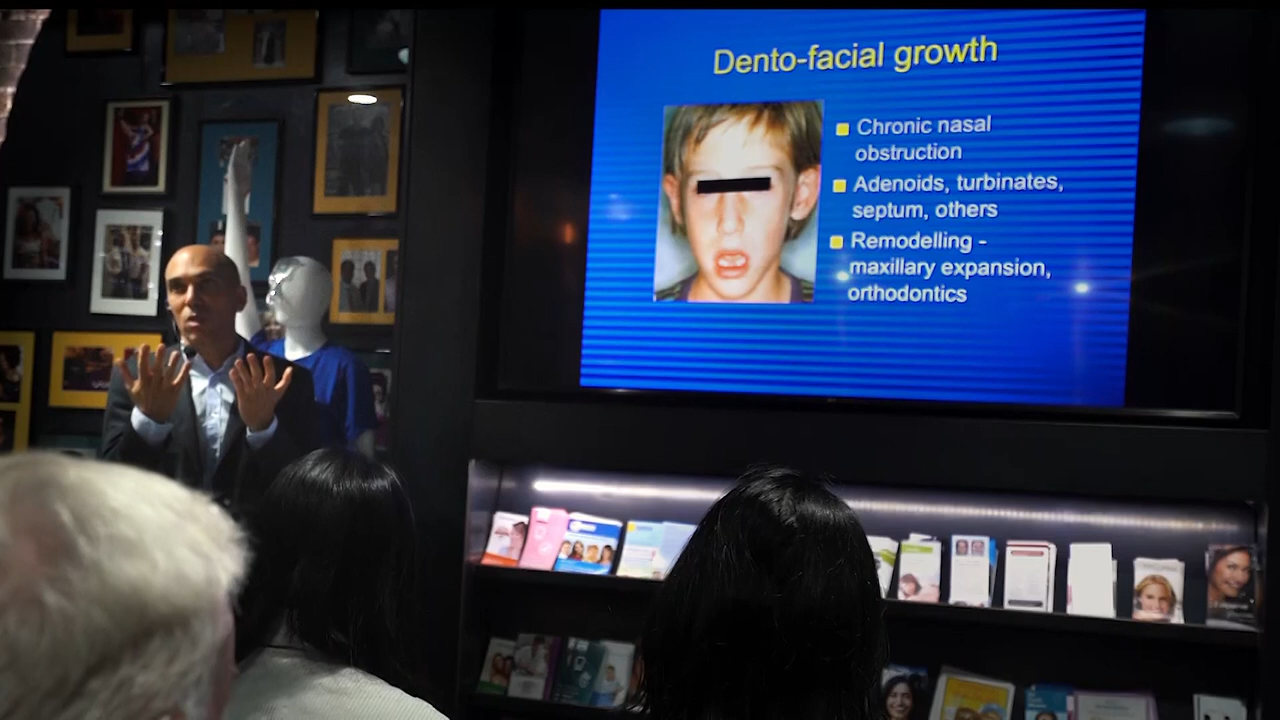 Dento-facial growth
Chronic nasal
obstruction
Adenoids, turbinates,
septum, others
Remodelling -
maxillary expansion,
orthodontics